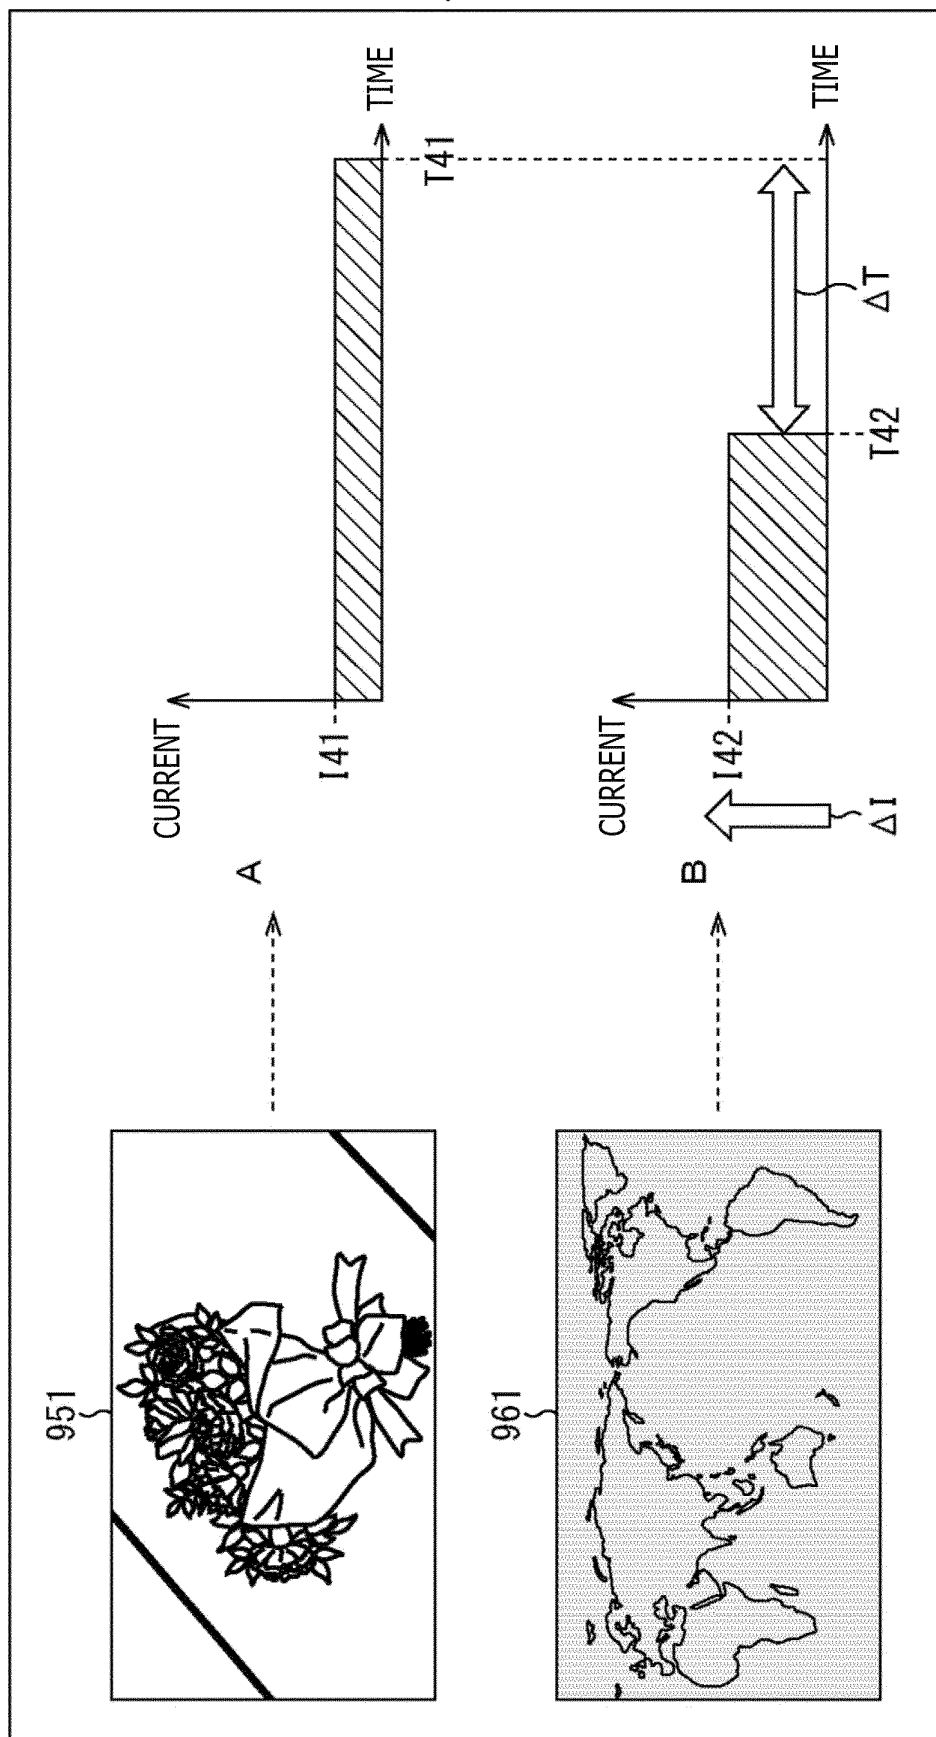 951
A
CURRENT
I41
T41
TIME
961
B
CURRENT
I42
ΔI
T42
ΔT
TIME